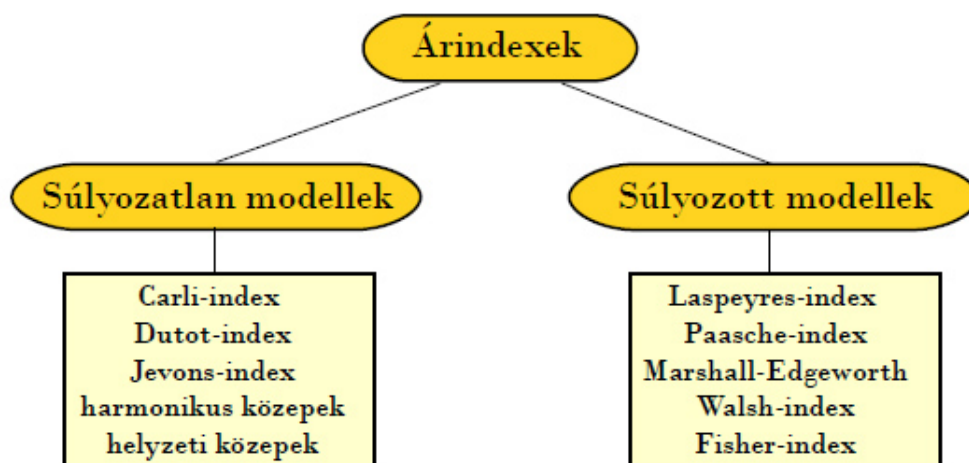 Árindexek
Súlyozatlan modellek
Súlyozott modellek
Carli-index
Dutot-index
Jevons-index
harmonikus közepek
helyzeti közepek
Laspeyres-index
Paasche-index
Marshall-Edgeworth
Walsh-index
Fisher-index